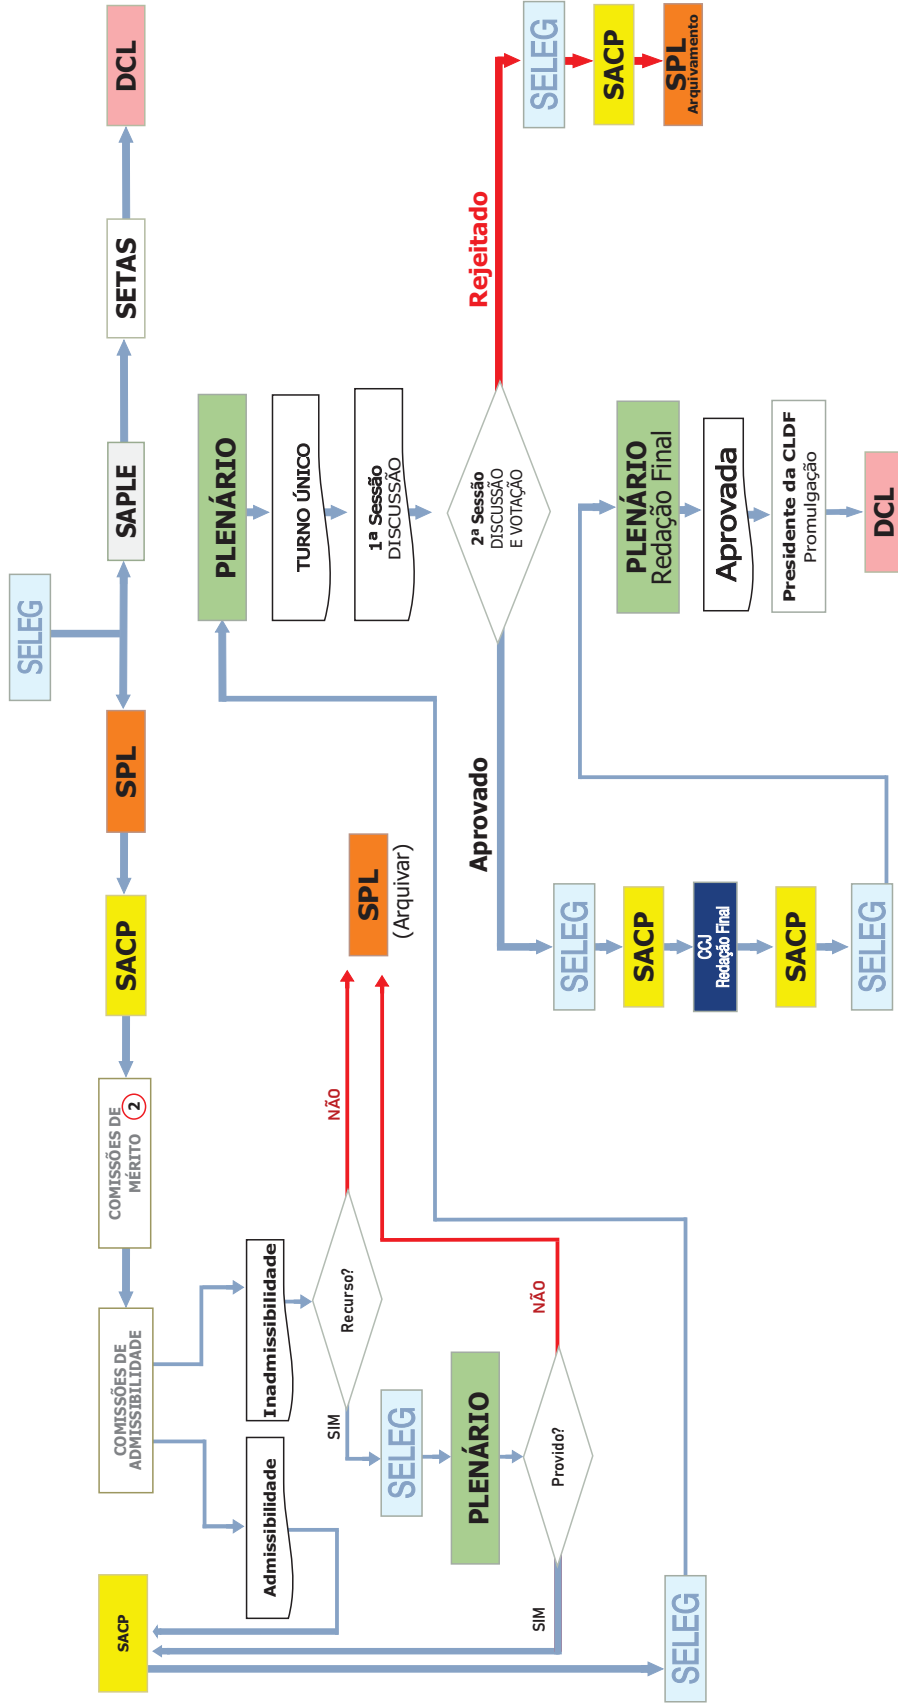 SELEG
COMISSÕES DE
ADMISSIBILIDADE
COMISSÕES DE
MÉRITO
2
SACP
SPL
SAPLE
SETAS
DCL
SACP
Admissibilidade
Inadmissibilidade
Recurso?
SIM
NÃO
SPL
(Arquivar)
SELEG
PLENÁRIO
Provido?
SIM
NÃO
SELEG
PLENÁRIO
TURNO ÚNICO
1ª Sessão
DISCUSSÃO
2ª Sessão
DISCUSSÃO
E VOTAÇÃO
Rejeitado
SELEG
SACP
SPL
Arquivamento
Aprovado
SELEG
SACP
CCJ
Redação Final
SACP
SELEG
PLENÁRIO
Redação Final
Aprovada
Presidente da CLDF
Promulgação
DCL